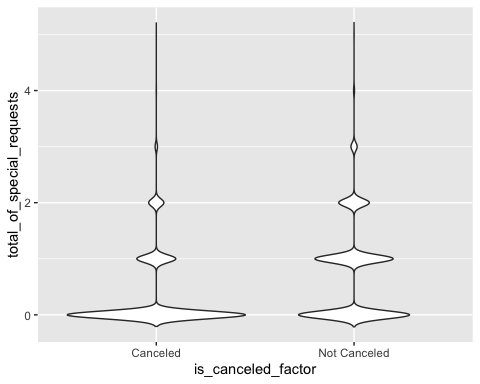 total_of_special_requests
4
2
0
Canceled
Not Canceled
is_canceled_factor